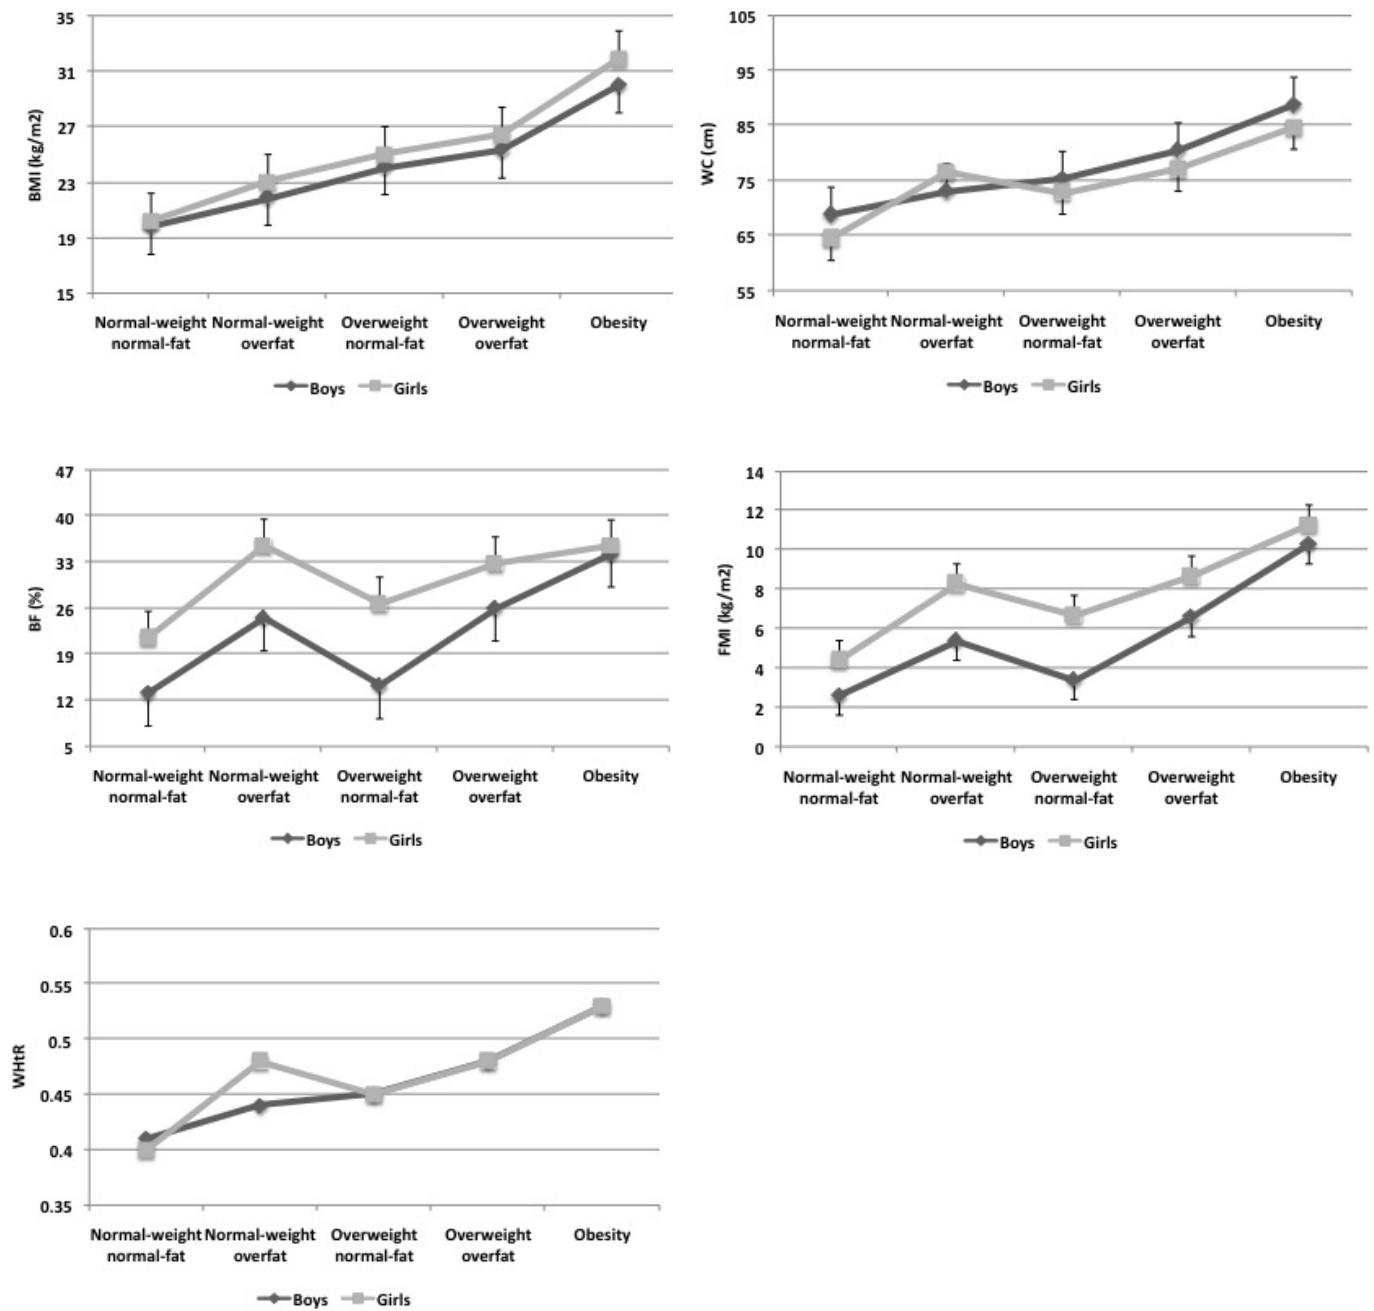 BMI (kg/m2)
35
31
27
23
19
15
Normal-weight Normal-weight Overweight Overweight Obesity
normal-fat overfat normal-fat overfat
Boys Girls
WC (cm)
105
95
85
75
65
55
Normal-weight Normal-weight Overweight Overweight Obesity
normal-fat overfat normal-fat overfat
Boys Girls
BF (%)
47
40
33
26
19
12
5
Normal-weight Normal-weight Overweight Overweight Obesity
normal-fat overfat normal-fat overfat
Boys Girls
FMI (kg/m2)
14
12
10
8
6
4
2
0
Normal-weight Normal-weight Overweight Overweight Obesity
normal-fat overfat normal-fat overfat
Boys Girls
WHtR
0.6
0.55
0.5
0.45
0.4
0.35
Normal-weight Normal-weight Overweight Overweight Obesity
normal-fat overfat normal-fat overfat
Boys Girls